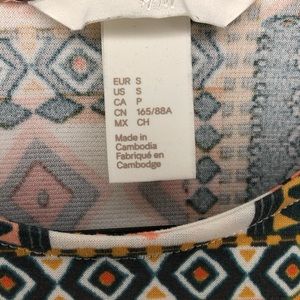 EUR S
US S
CA P
CN 165/88A
MX CH
Made in
Cambodia
Fabriqué en
Cambodge